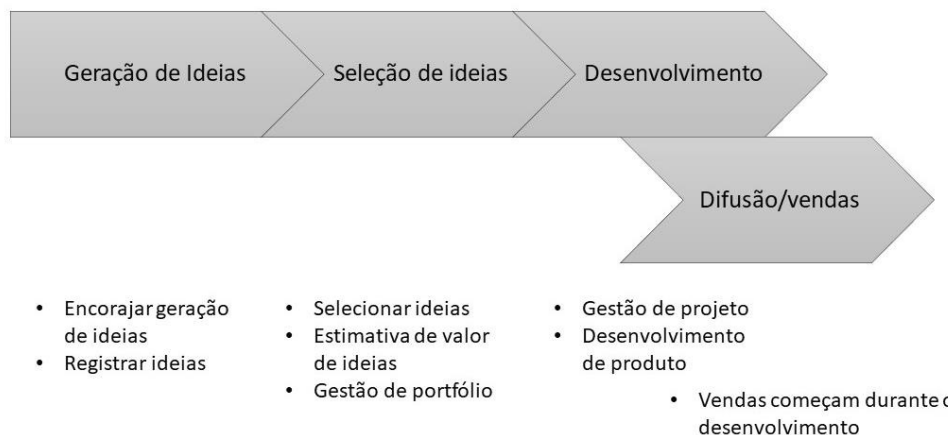 Geração de Ideias
Seleção de ideias
Desenvolvimento
Difusão/vendas
• Encorajar geração
de ideias
• Registrar ideias
• Selecionar ideias
• Estimativa de valor
de ideias
• Gestão de portfólio
• Gestão de projeto
• Desenvolvimento
de produto
• Vendas começam durante
desenvolvimento